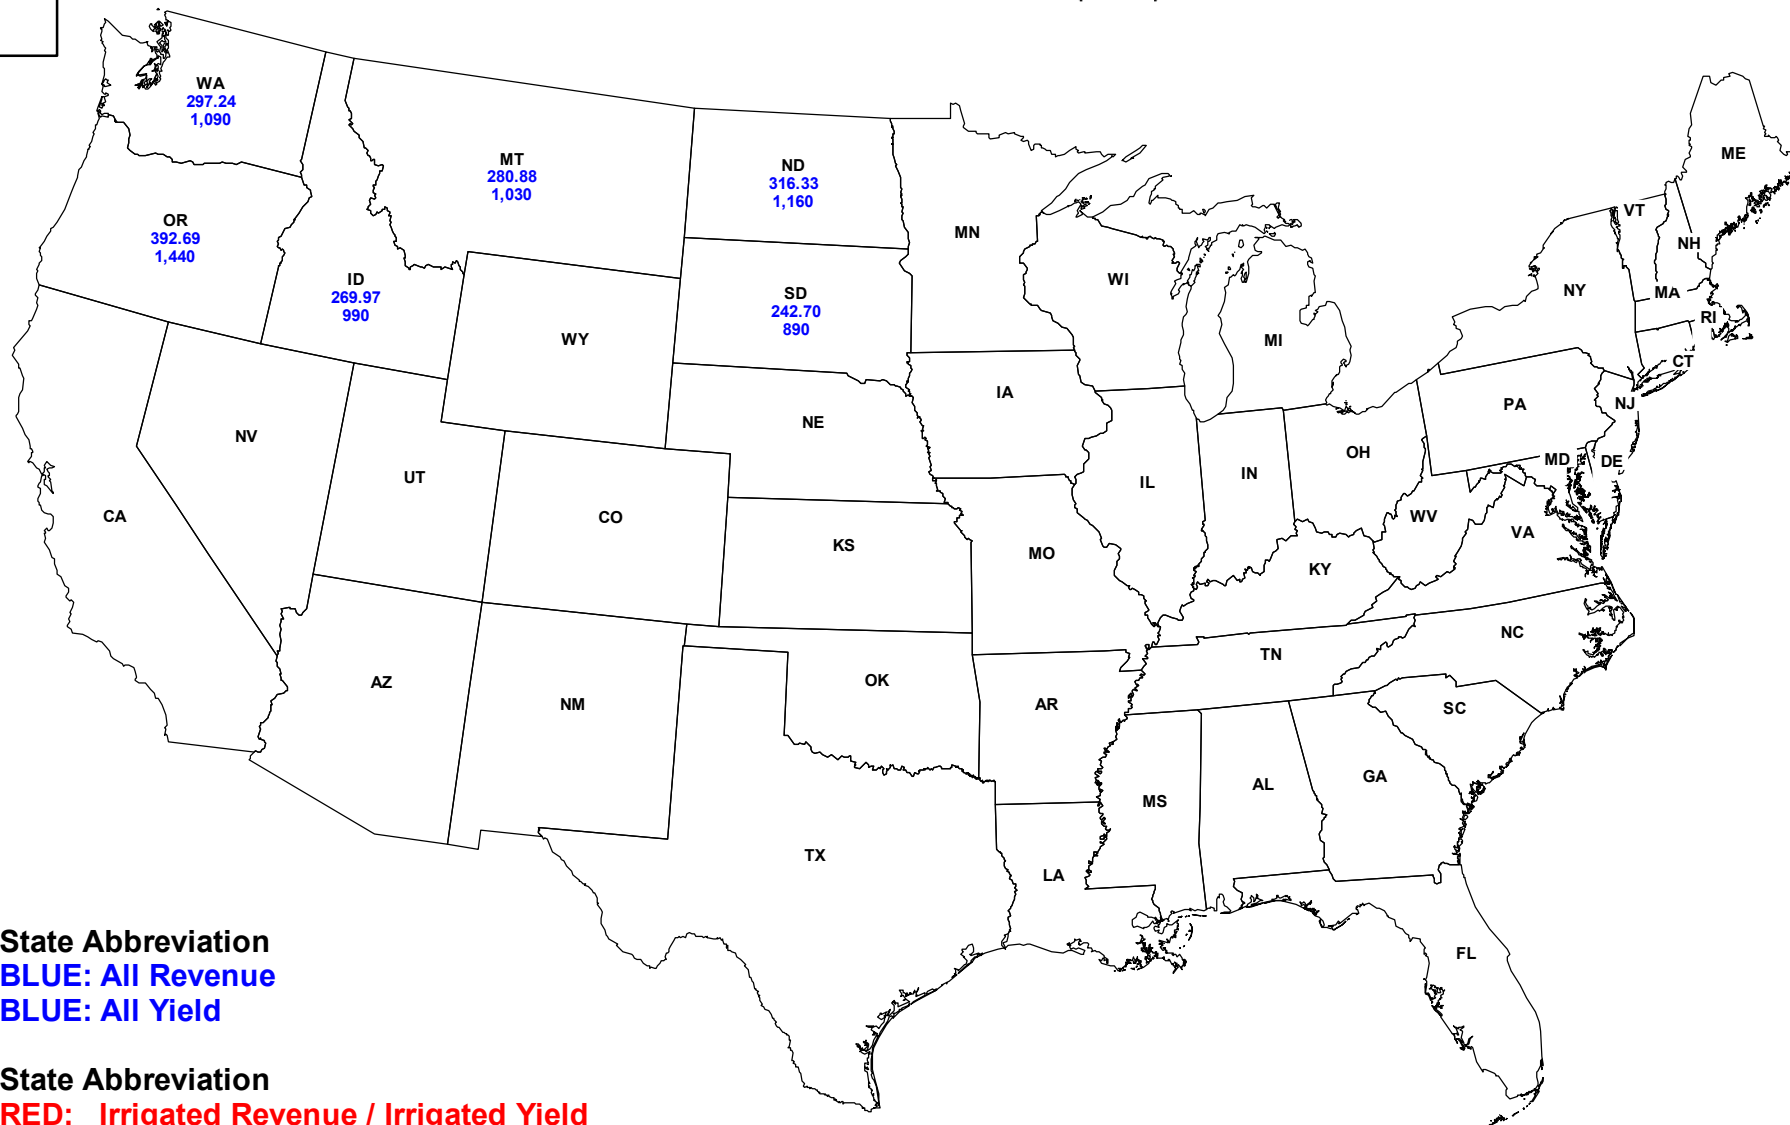 WA
297.24
1,090
MT
280.88
1,030
ND
316.33
1,160
ME
OR
392.69
1,440
VT
MN
NH
ID
269.97
990
WI
SD
242.70
890
NY
MA
RI
WY
MI
CT
IA
NE
PA
NJ
NV
OH
MD
DE
UT
IN
IL
CA
CO
WV
VA
KS
MO
KY
NC
TN
AZ
OK
NM
AR
SC
GA
AL
MS
TX
LA
FL
State Abbreviation
BLUE: All Revenue
BLUE: All Yield
State Abbreviation
RED: Irrigated Revenue / Irrigated Yield